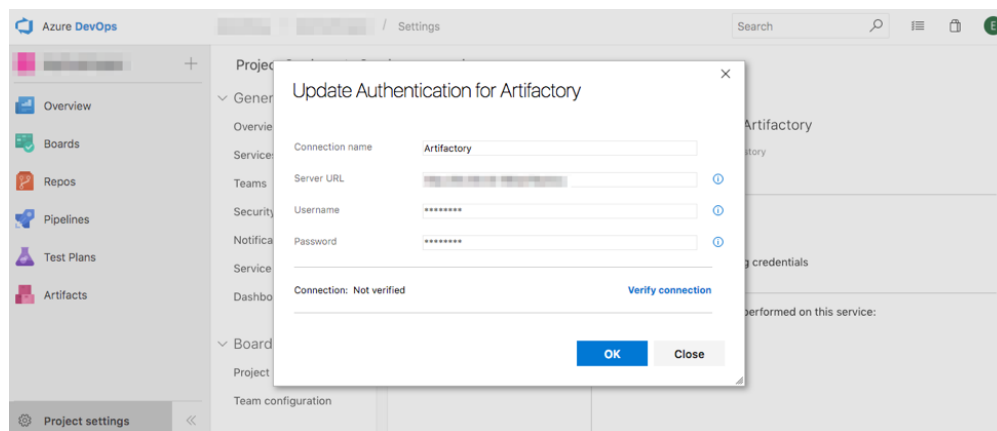 Azure DevOps
/ Settings
Search
E
Overview
Boards
Repos
Pipelines
Test Plans
Artifacts
Project settings
Projec
Gener
Overvie
Service
Teams
Security
Notifica
Service
Dashbo
Board
Project
Team configuration
Update Authentication for Artifactory
Connection name
Artifactory
Server URL
Username
********
Password
********
Connection: Not verified
Verify connection
OK
Close
Artifactory
story
g credentials
performed on this service: